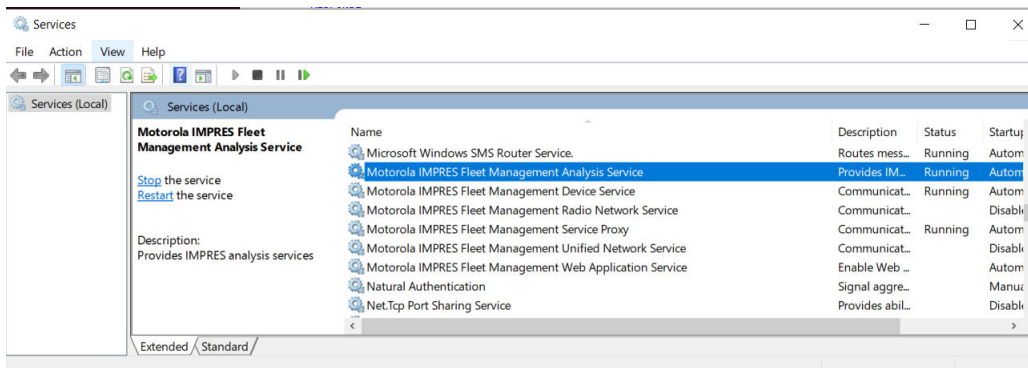 Services
File Action View Help
Services (Local)
Services (Local)
Motorola IMPRES Fleet
Management Analysis Service
Stop the service
Restart the service
Description:
Provides IMPRES analysis services
Name Description Status Startup
Microsoft Windows SMS Router Service. Routes mess... Running Autom
Motorola IMPRES Fleet Management Analysis Service Provides IM... Running Autom
Motorola IMPRES Fleet Management Device Service Communicat... Running Autom
Motorola IMPRES Fleet Management Radio Network Service Communicat... Disabl
Motorola IMPRES Fleet Management Service Proxy Communicat... Running Autom
Motorola IMPRES Fleet Management Unified Network Service Communicat... Disabl
Motorola IMPRES Fleet Management Web Application Service Enable Web ... Autom
Natural Authentication Signal aggre... Manua
Net.Tcp Port Sharing Service Provides abil... Disabl
Extended Standard